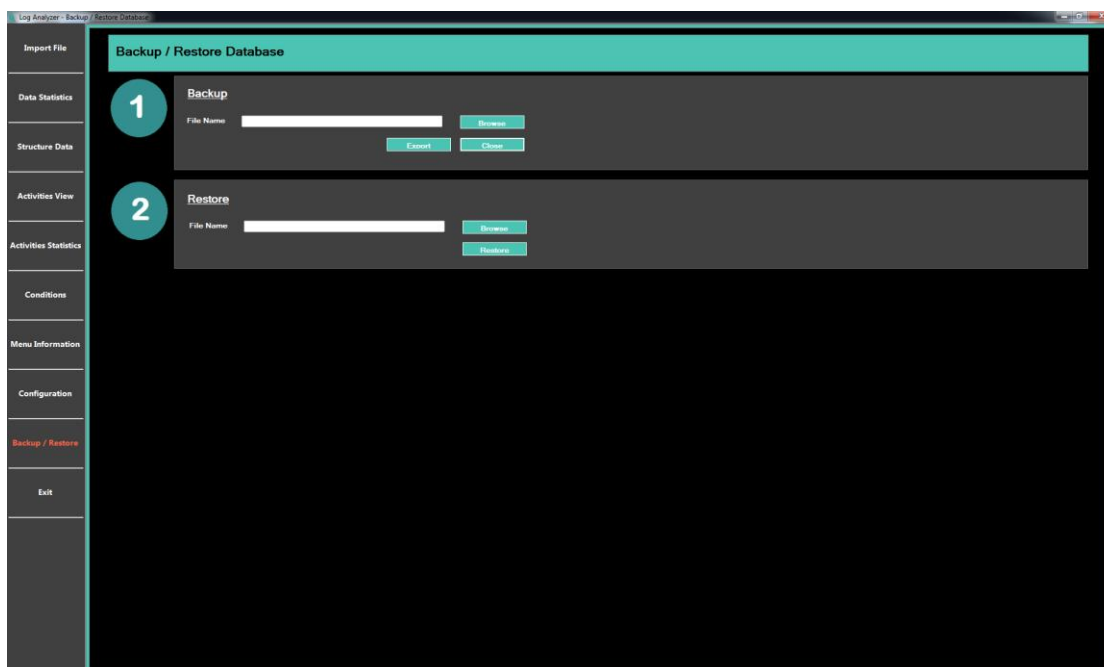 Log Analyzer - Backup / Restore Database
Import File
Data Statistics
Structure Data
Activities View
Activities Statistics
Conditions
Menu Information
Configuration
Backup / Restore
Exit
Backup / Restore Database
1
Backup
File Name
Browse
Export
Close
2
Restore
File Name
Browse
Restore